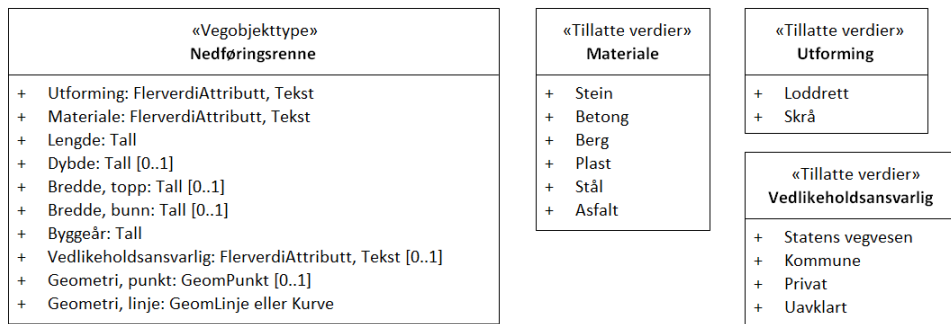 «Vegobjekttype»
Nedføringsrenne
+ Utforming: FlerverdiAttributt, Tekst
+ Materiale: FlerverdiAttributt, Tekst
+ Lengde: Tall
+ Dybde: Tall [0..1]
+ Bredde, topp: Tall [0..1]
+ Bredde, bunn: Tall [0..1]
+ Byggeår: Tall
+ Vedlikeholdsansvarlig: FlerverdiAttributt, Tekst [0..1]
+ Geometri, punkt: GeomPunkt [0..1]
+ Geometri, linje: GeomLinje eller Kurve
«Tillatte verdier»
Materiale
+ Stein
+ Betong
+ Berg
+ Plast
+ Stål
+ Asfalt
«Tillatte verdier»
Utforming
+ Loddrett
+ Skrå
«Tillatte verdier»
Vedlikeholdsansvarlig
+ Statens vegvesen
+ Kommune
+ Privat
+ Uavklart